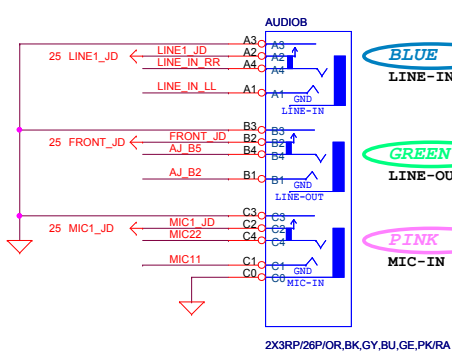 AUDIOB
A3 A3
25 LINE1_JD LINE1_JD A2 A2
LINE_IN_RR A4 A4
LINE_IN_LL A1 A1
GND
LINE-IN
BLUE
LINE-IN
B3 B3
25 FRONT_JD FRONT_JD B2 B2
AJ_B5 B4 B4
AJ_B2 B1 B1
GND
LINE-OUT
GREEN
LINE-OU
C3 C3
25 MIC1_JD MIC1_JD C2 C2
MIC22 C4 C4
MIC11 C1 C1
GND
C0 C0
MIC-IN
PINK
MIC-IN
2X3RP/26P/OR,BK,GY,BU,GE,PK/RA